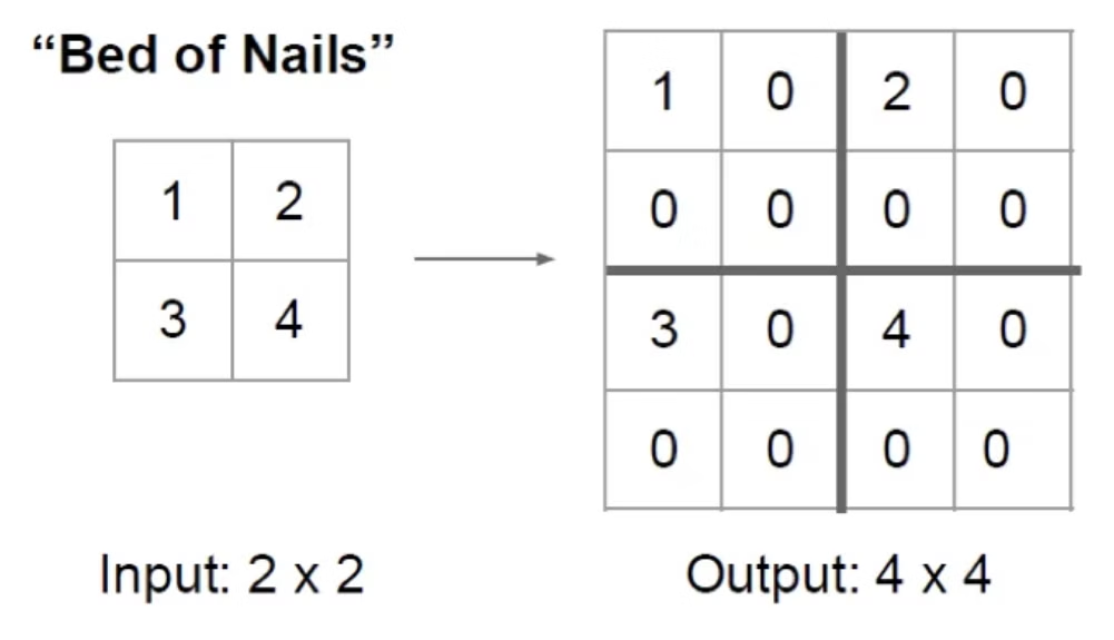 “Bed of Nails”
1 2
3 4
1 0 2 0
0 0 0 0
3 0 4 0
0 0 0 0
Input: 2 x 2
Output: 4 x 4